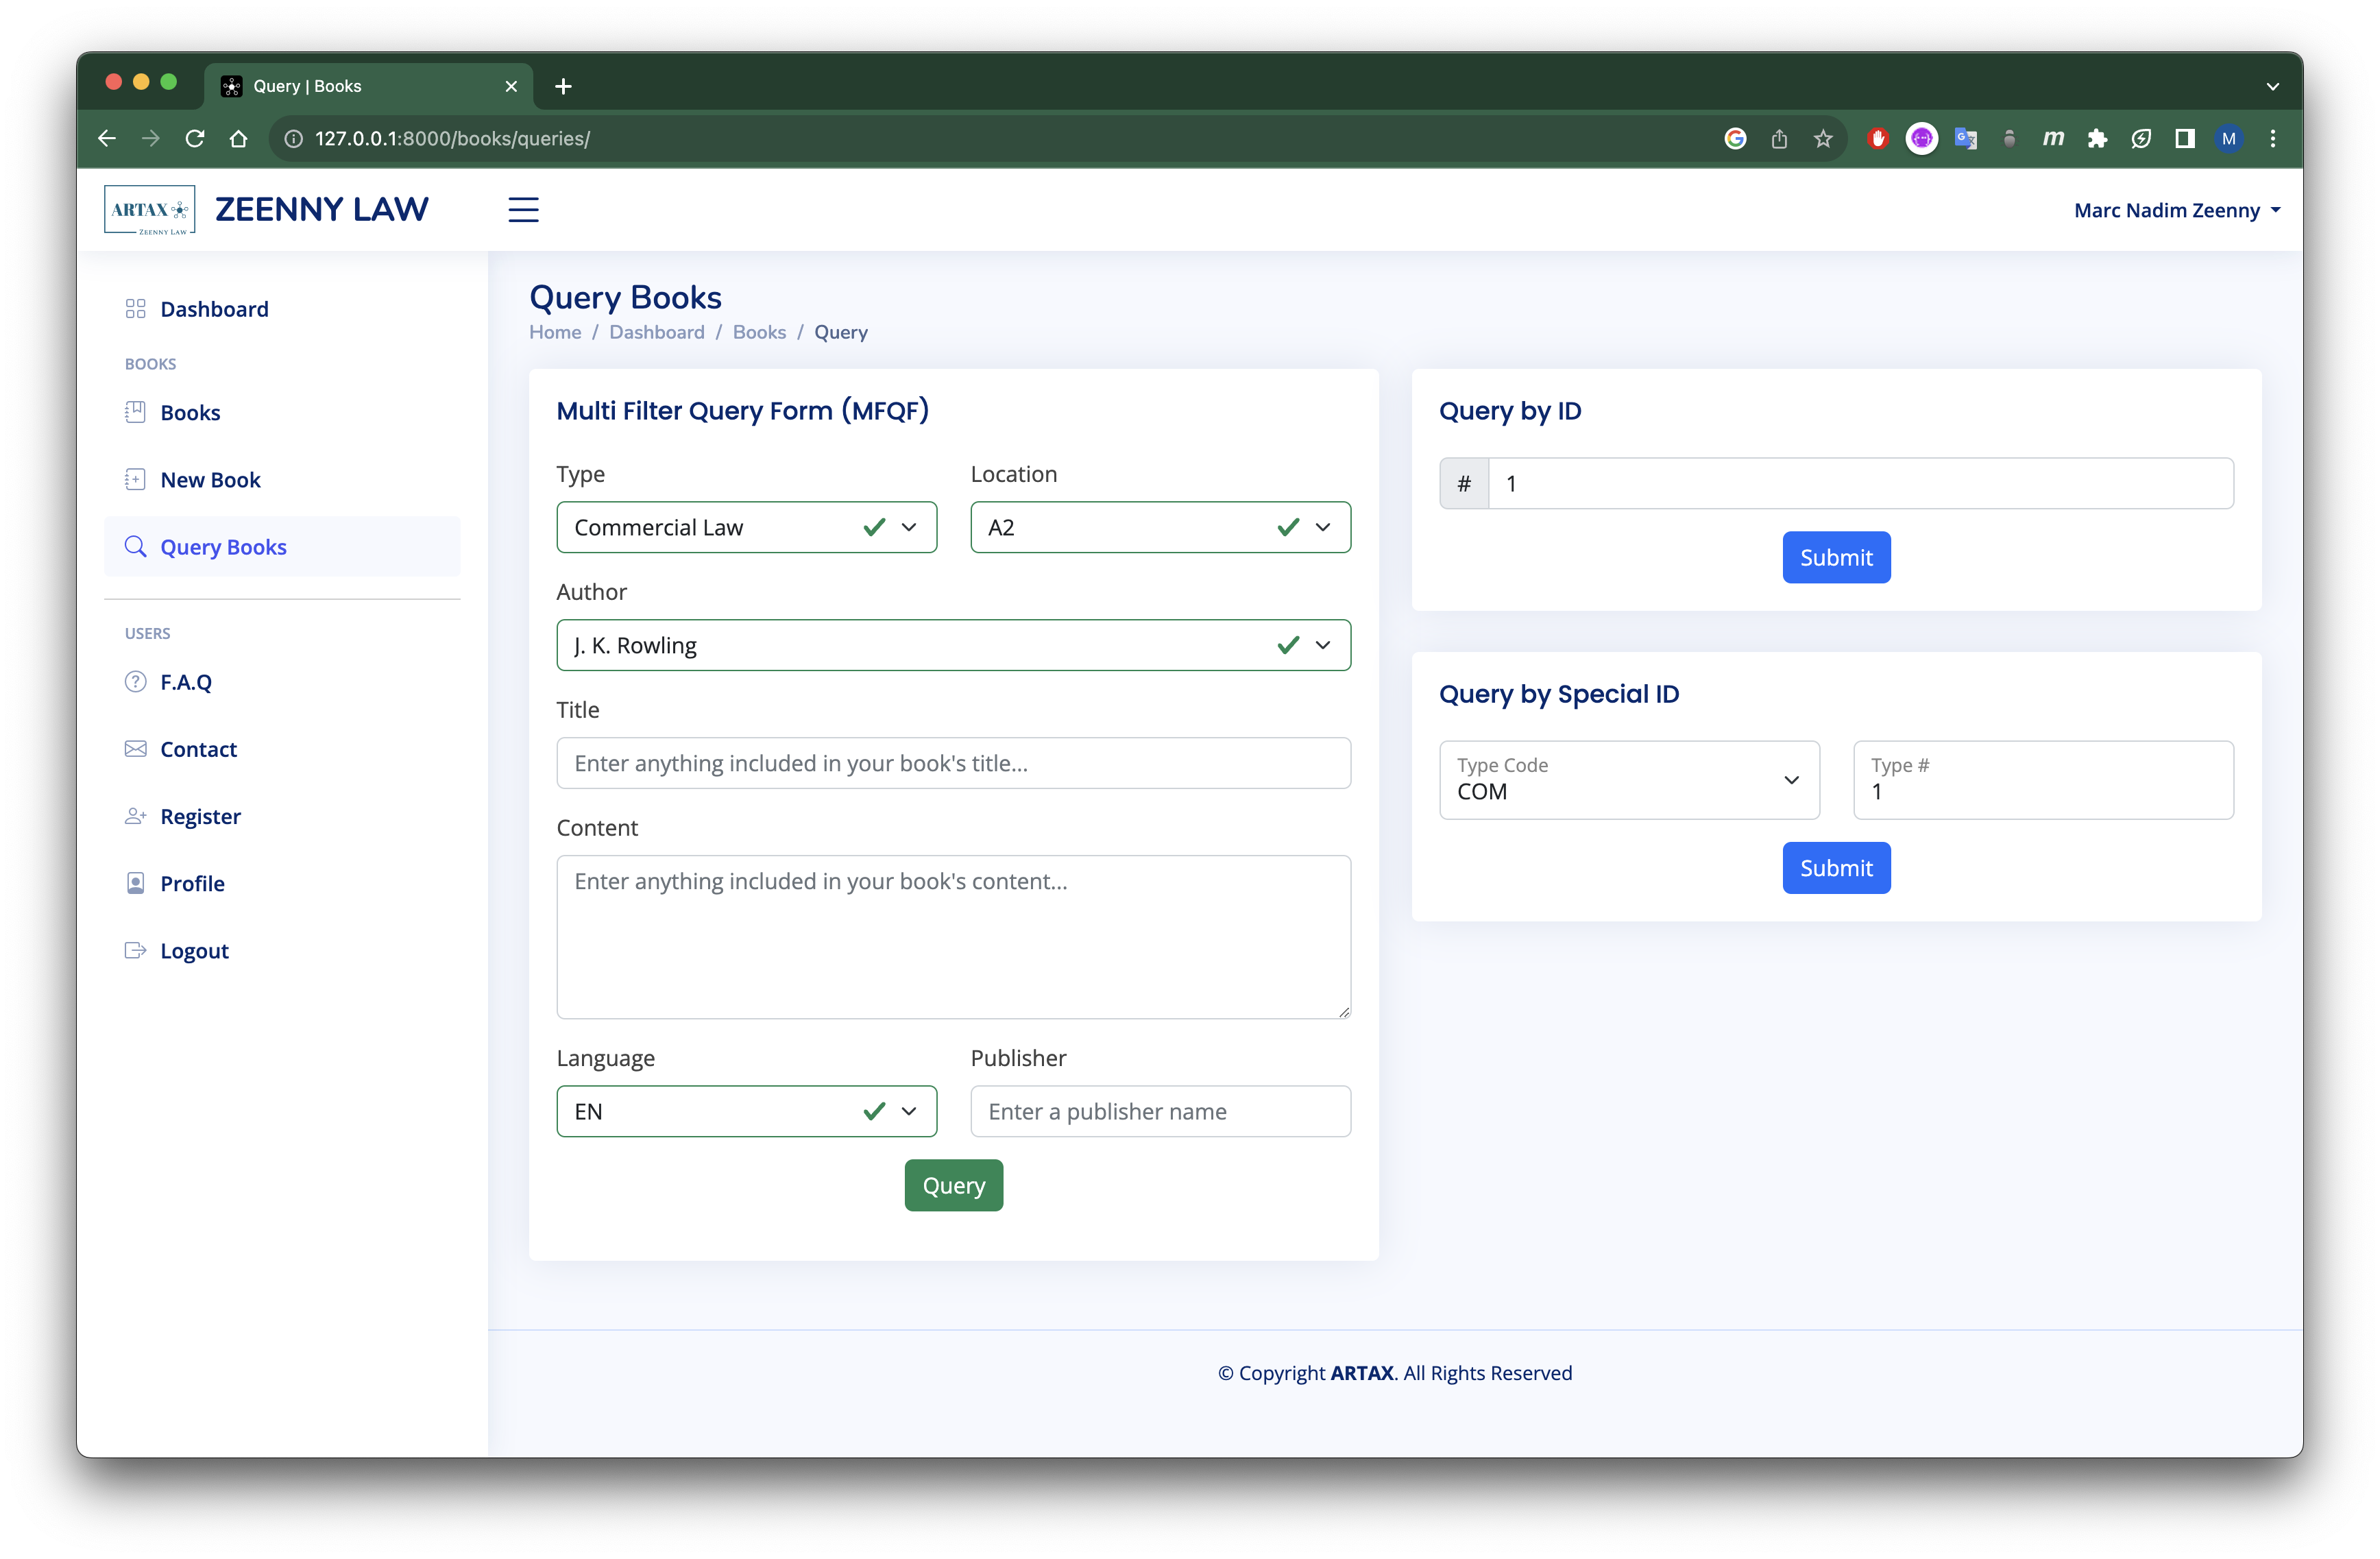 Query | Books
127.0.0.1:8000/books/queries/
M
ARTAX
ZEENNY LAW
ZEENNY LAW
Marc Nadim Zeenny
Dashboard
BOOKS
Books
New Book
Query Books
USERS
F.A.Q
Contact
Register
Profile
Logout
Query Books
Home / Dashboard / Books / Query
Multi Filter Query Form (MFQF)
Type
Location
Commercial Law
A2
Author
J. K. Rowling
Title
Enter anything included in your book's title...
Content
Enter anything included in your book's content...
Language
Publisher
EN
Enter a publisher name
Query
Query by ID
# 1
Submit
Query by Special ID
Type Code
COM
Type #
1
Submit
© Copyright ARTAX. All Rights Reserved